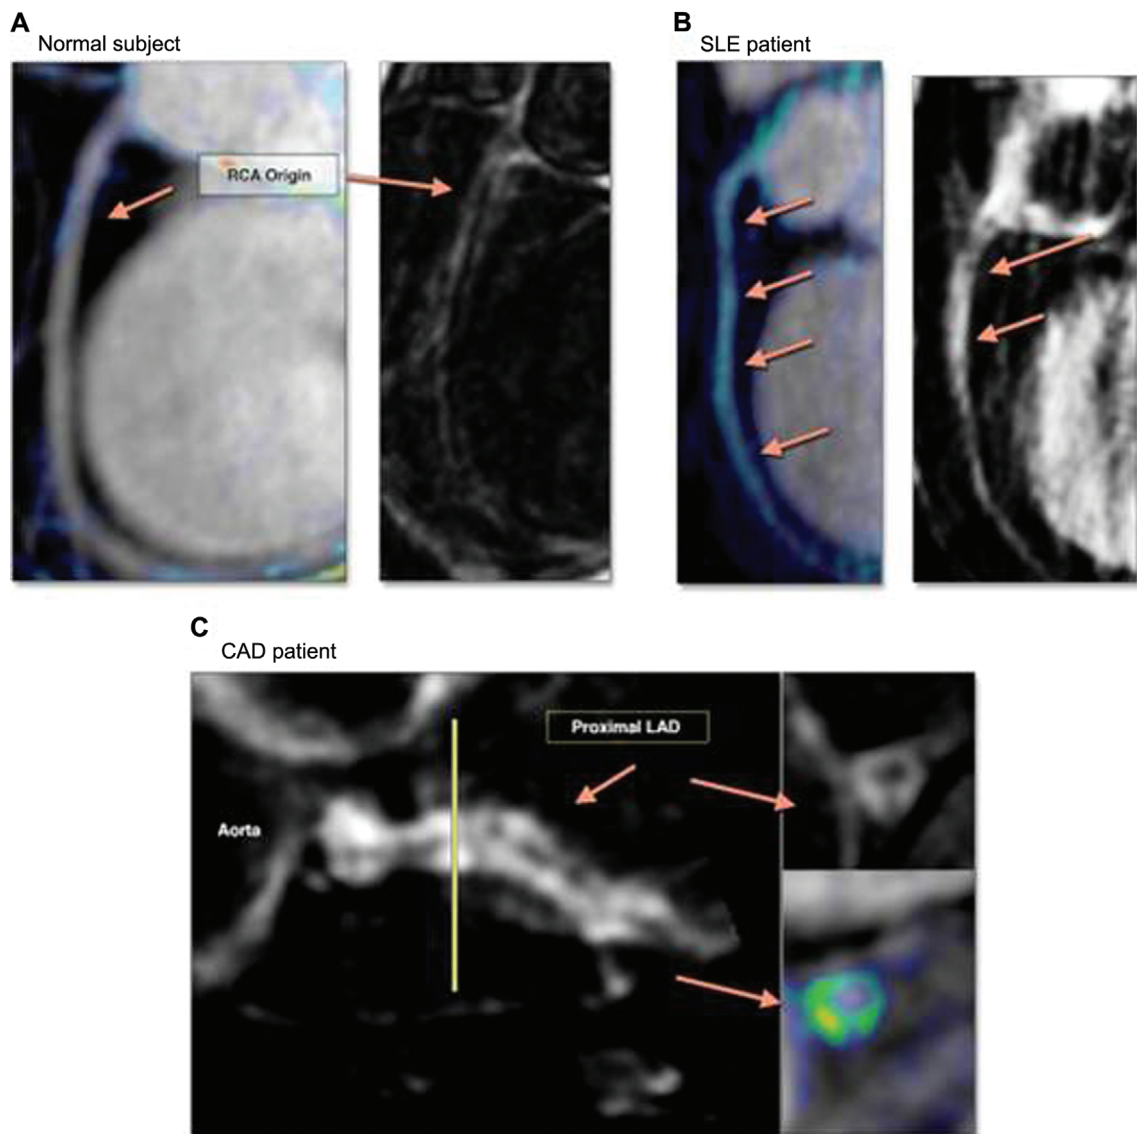 A
Normal subject
RCA Origin
B
SLE patient
C
CAD patient
Proximal LAD
Aorta